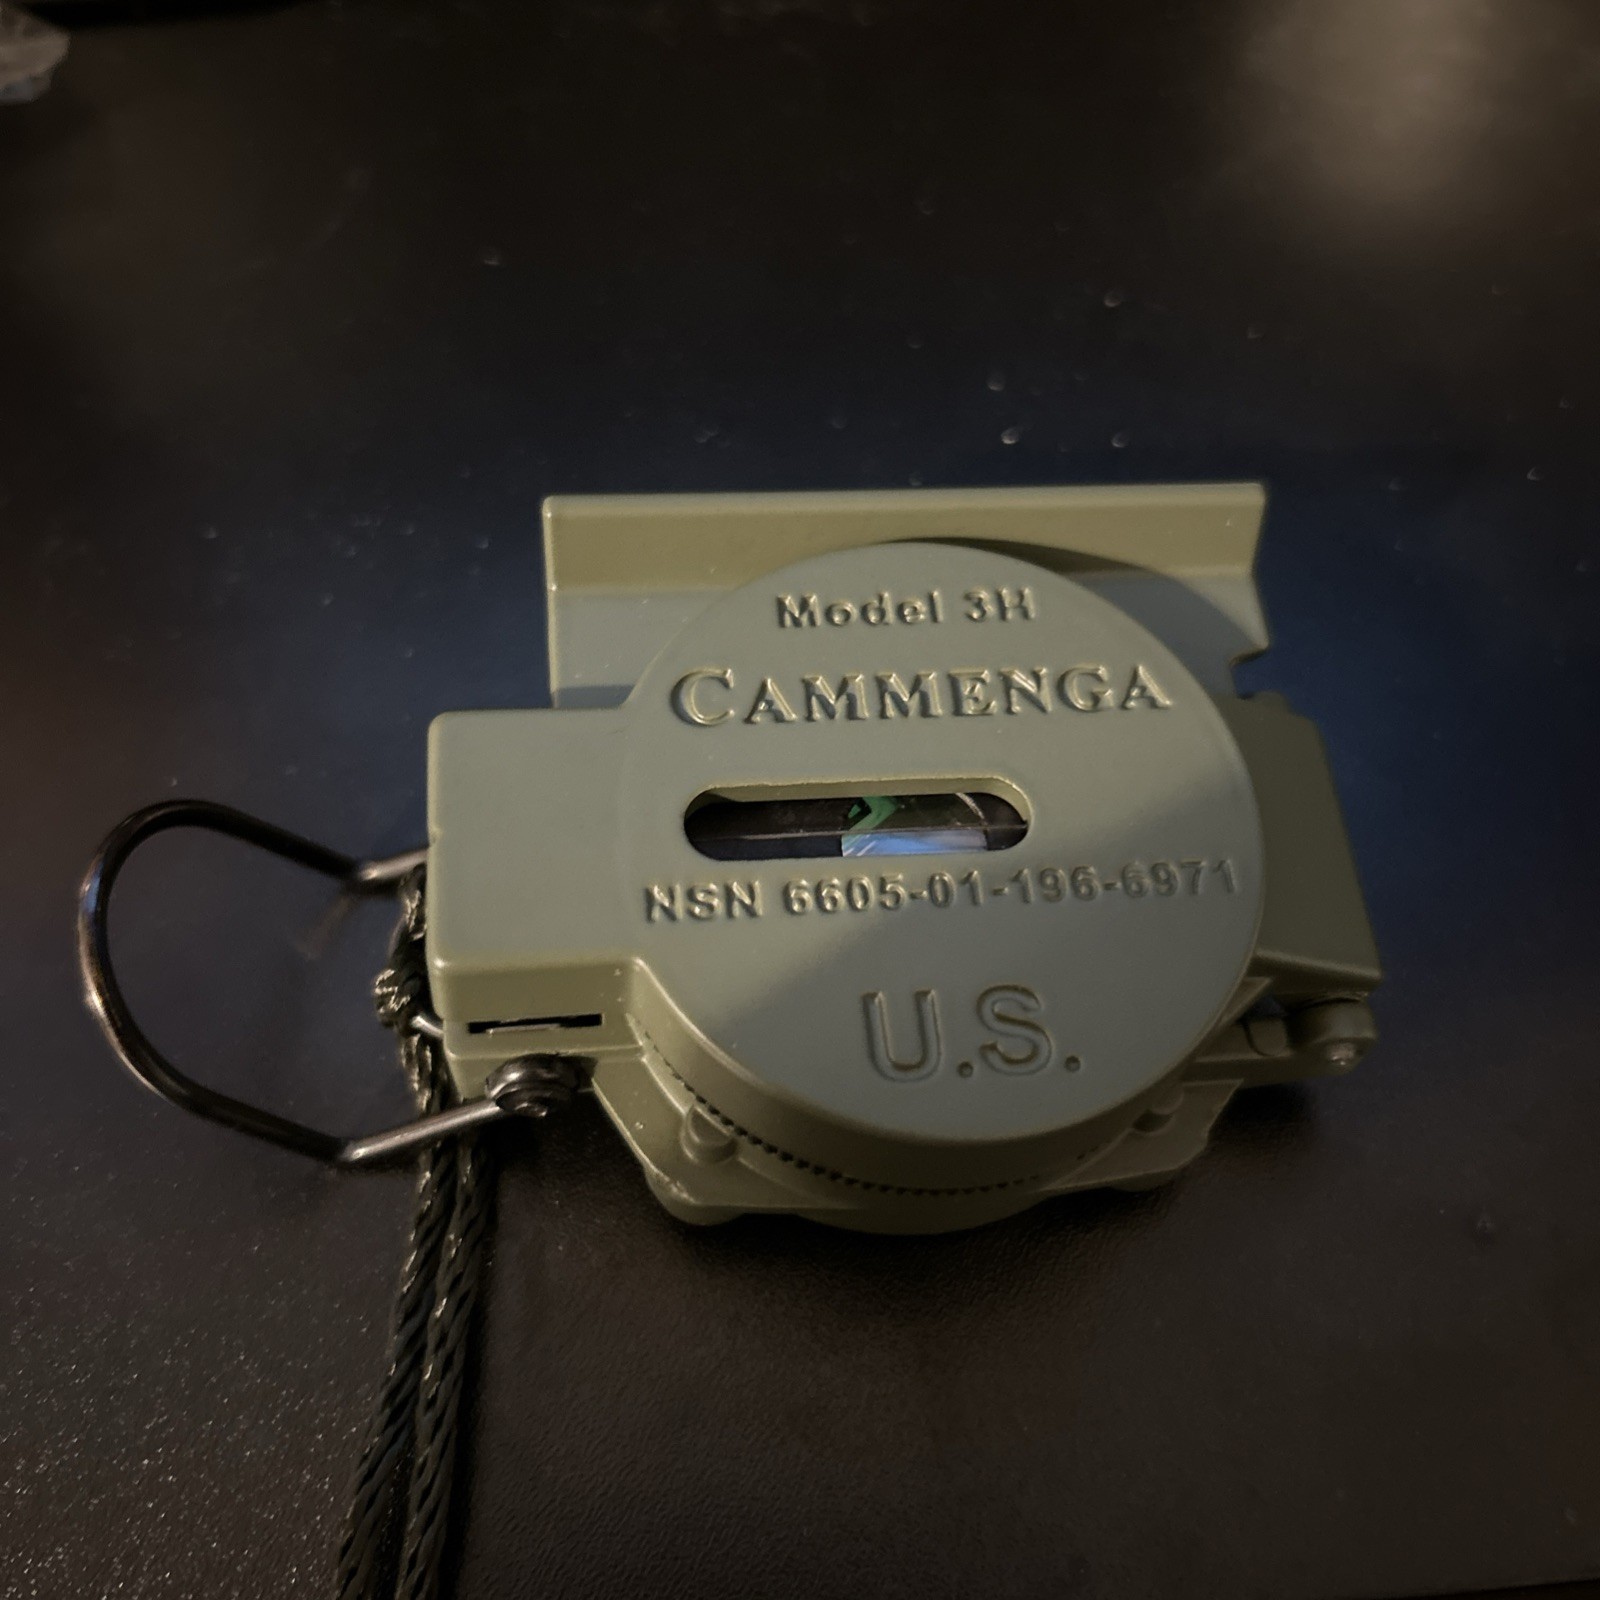 Model 3H
CAMMENGA
NSN 6605-01-196-6971
U.S.